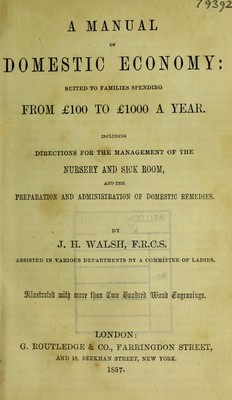 79392
A MANUAL
OF
DOMESTIC ECONOMY:
SUITED TO FAMILIES SPENDING
FROM £100 TO £1000 A YEAR.
INCLUDING
DIRECTIONS FOR THE MANAGEMENT OF THE
NURSERY AND SICK ROOM,
AND THE
PREPARATION AND ADMINISTRATION OF DOMESTIC REMEDIES.
BY
J. H. WALSH, F.R.C.S.
ASSISTED IN VARIOUS DEPARTMENTS BY A COMMITTEE OF LADIES.
Illustrated with more than Two Hundred Wood Engravings.
LONDON:
G. ROUTLEDGE & CO., FARRINGDON STREET,
AND 18, BEEKMAN STREET, NEW YORK.
1857.